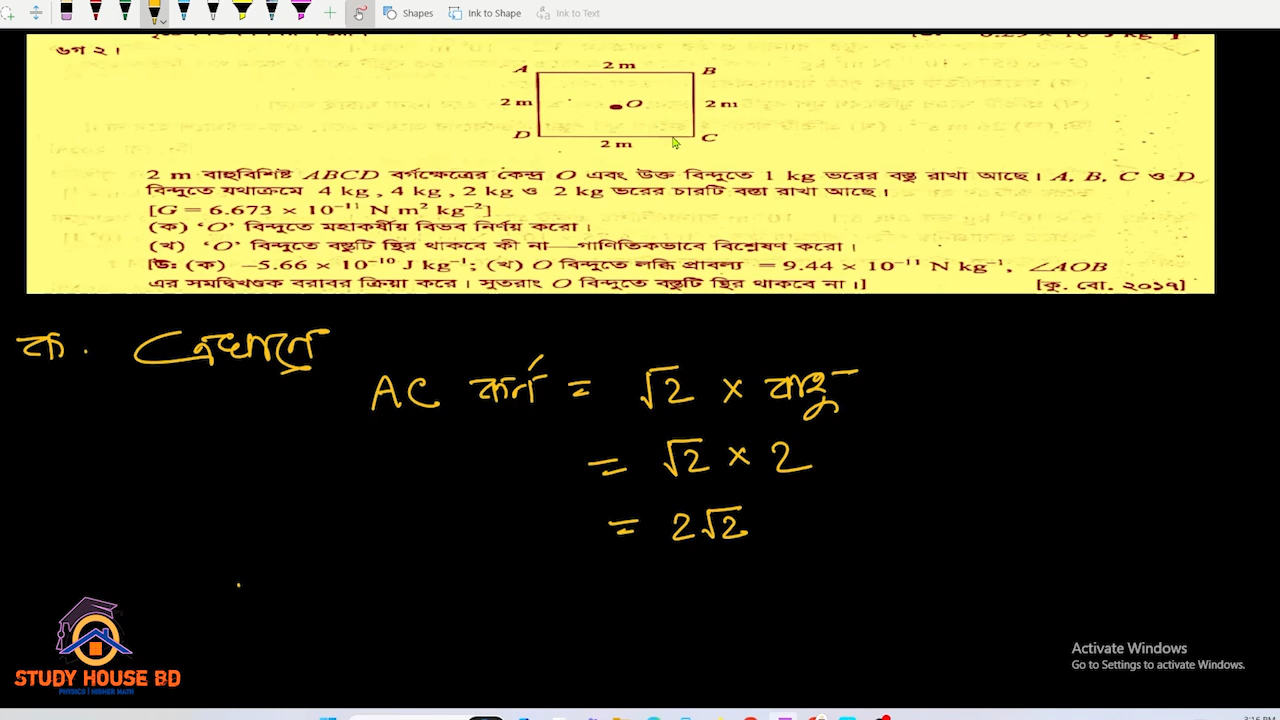 Shapes Ink to Shape Ink to Text
৬গ ২।
A 2 m B
2 m O 2 m
D 2 m C
2 m বাহুবিশিষ্ট ABCD বর্গক্ষেত্রের কেন্দ্র O এবং উক্ত বিন্দুতে 1 kg ভরের বস্তু রাখা আছে। A, B, C ও D
বিন্দুতে যথাক্রমে 4 kg, 4 kg, 2 kg ও 2 kg ভরের চারটি বস্তা রাখা আছে।
[G = 6.673 × 10⁻¹¹ N m² kg⁻²]
(ক) 'O' বিন্দুতে মহাকর্ষীয় বিভব নির্ণয় করো।
(খ) 'O' বিন্দুতে বস্তুটি স্থির থাকবে কী না—গাণিতিকভাবে বিশ্লেষণ করো।
[উঃ (ক) –5.66 × 10⁻¹⁰ J kg⁻¹; (খ) O বিন্দুতে লব্ধি প্রাবল্য = 9.44 × 10⁻¹¹ N kg⁻¹, ∠AOB
এর সমদ্বিখণ্ডক বরাবর ক্রিয়া করে। সুতরাং O বিন্দুতে বস্তুটি স্থির থাকবে না।] [কু. বো. ২০১৭]
ক. এখানে
AC কর্ণ = √2 × বাহু
= √2 × 2
= 2√2
STUDY HOUSE BD
PHYSICS | HIGHER MATH
Activate Windows
Go to Settings to activate Windows.